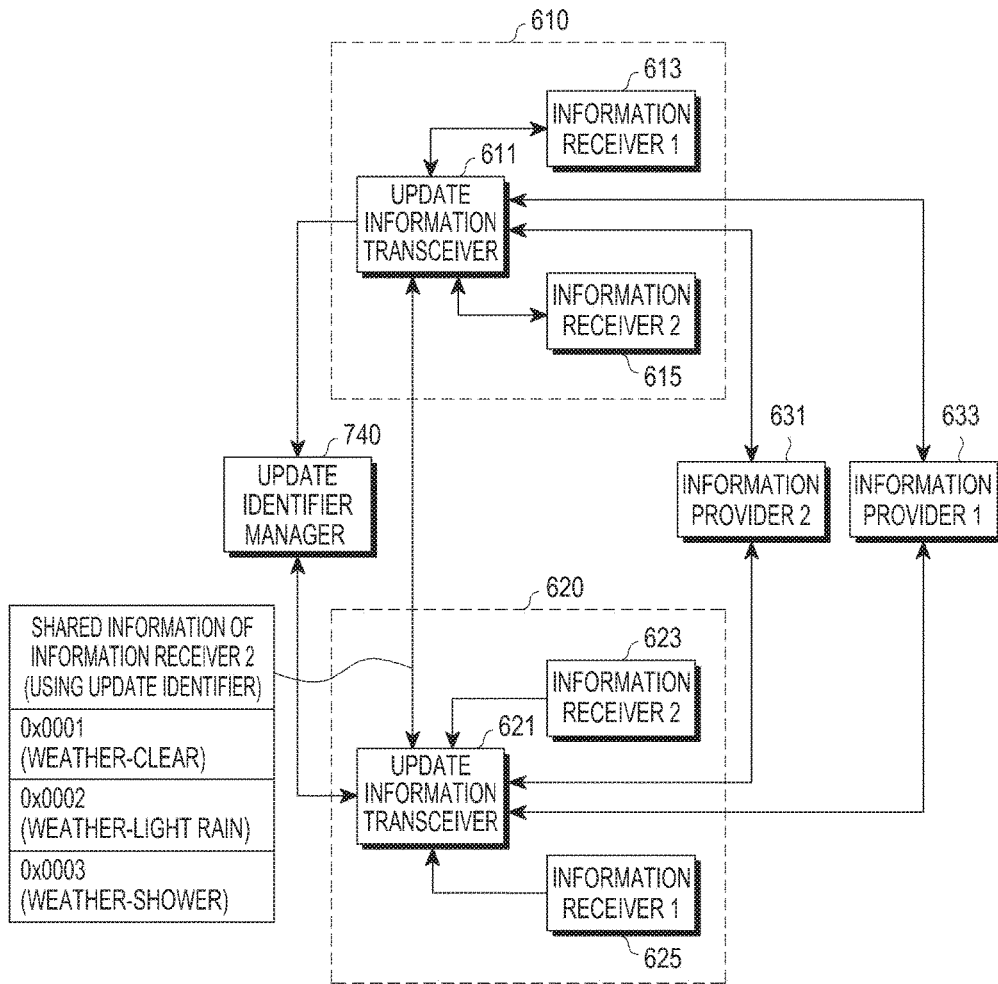 610
613
INFORMATION
RECEIVER 1
611
UPDATE
INFORMATION
TRANSCEIVER
INFORMATION
RECEIVER 2
615
740
UPDATE
IDENTIFIER
MANAGER
631
INFORMATION
PROVIDER 2
633
INFORMATION
PROVIDER 1
620
SHARED INFORMATION OF
INFORMATION RECEIVER 2
(USING UPDATE IDENTIFIER)
0x0001
(WEATHER-CLEAR)
0x0002
(WEATHER-LIGHT RAIN)
0x0003
(WEATHER-SHOWER)
623
INFORMATION
RECEIVER 2
621
UPDATE
INFORMATION
TRANSCEIVER
INFORMATION
RECEIVER 1
625